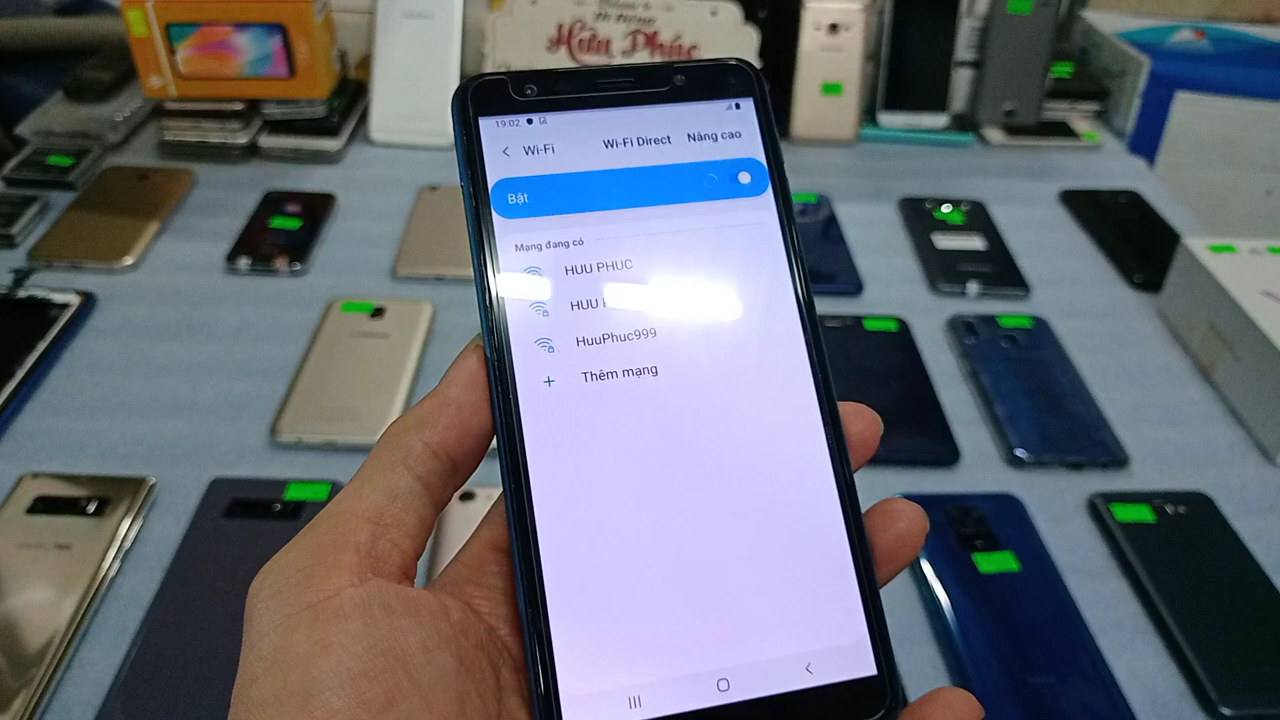 Hữu Phúc
19:02
Wi-Fi
Wi-Fi Direct
Nâng cao
Bật
Mạng đang có
HUU PHUC
HUU
HuuPhuc999
Thêm mạng